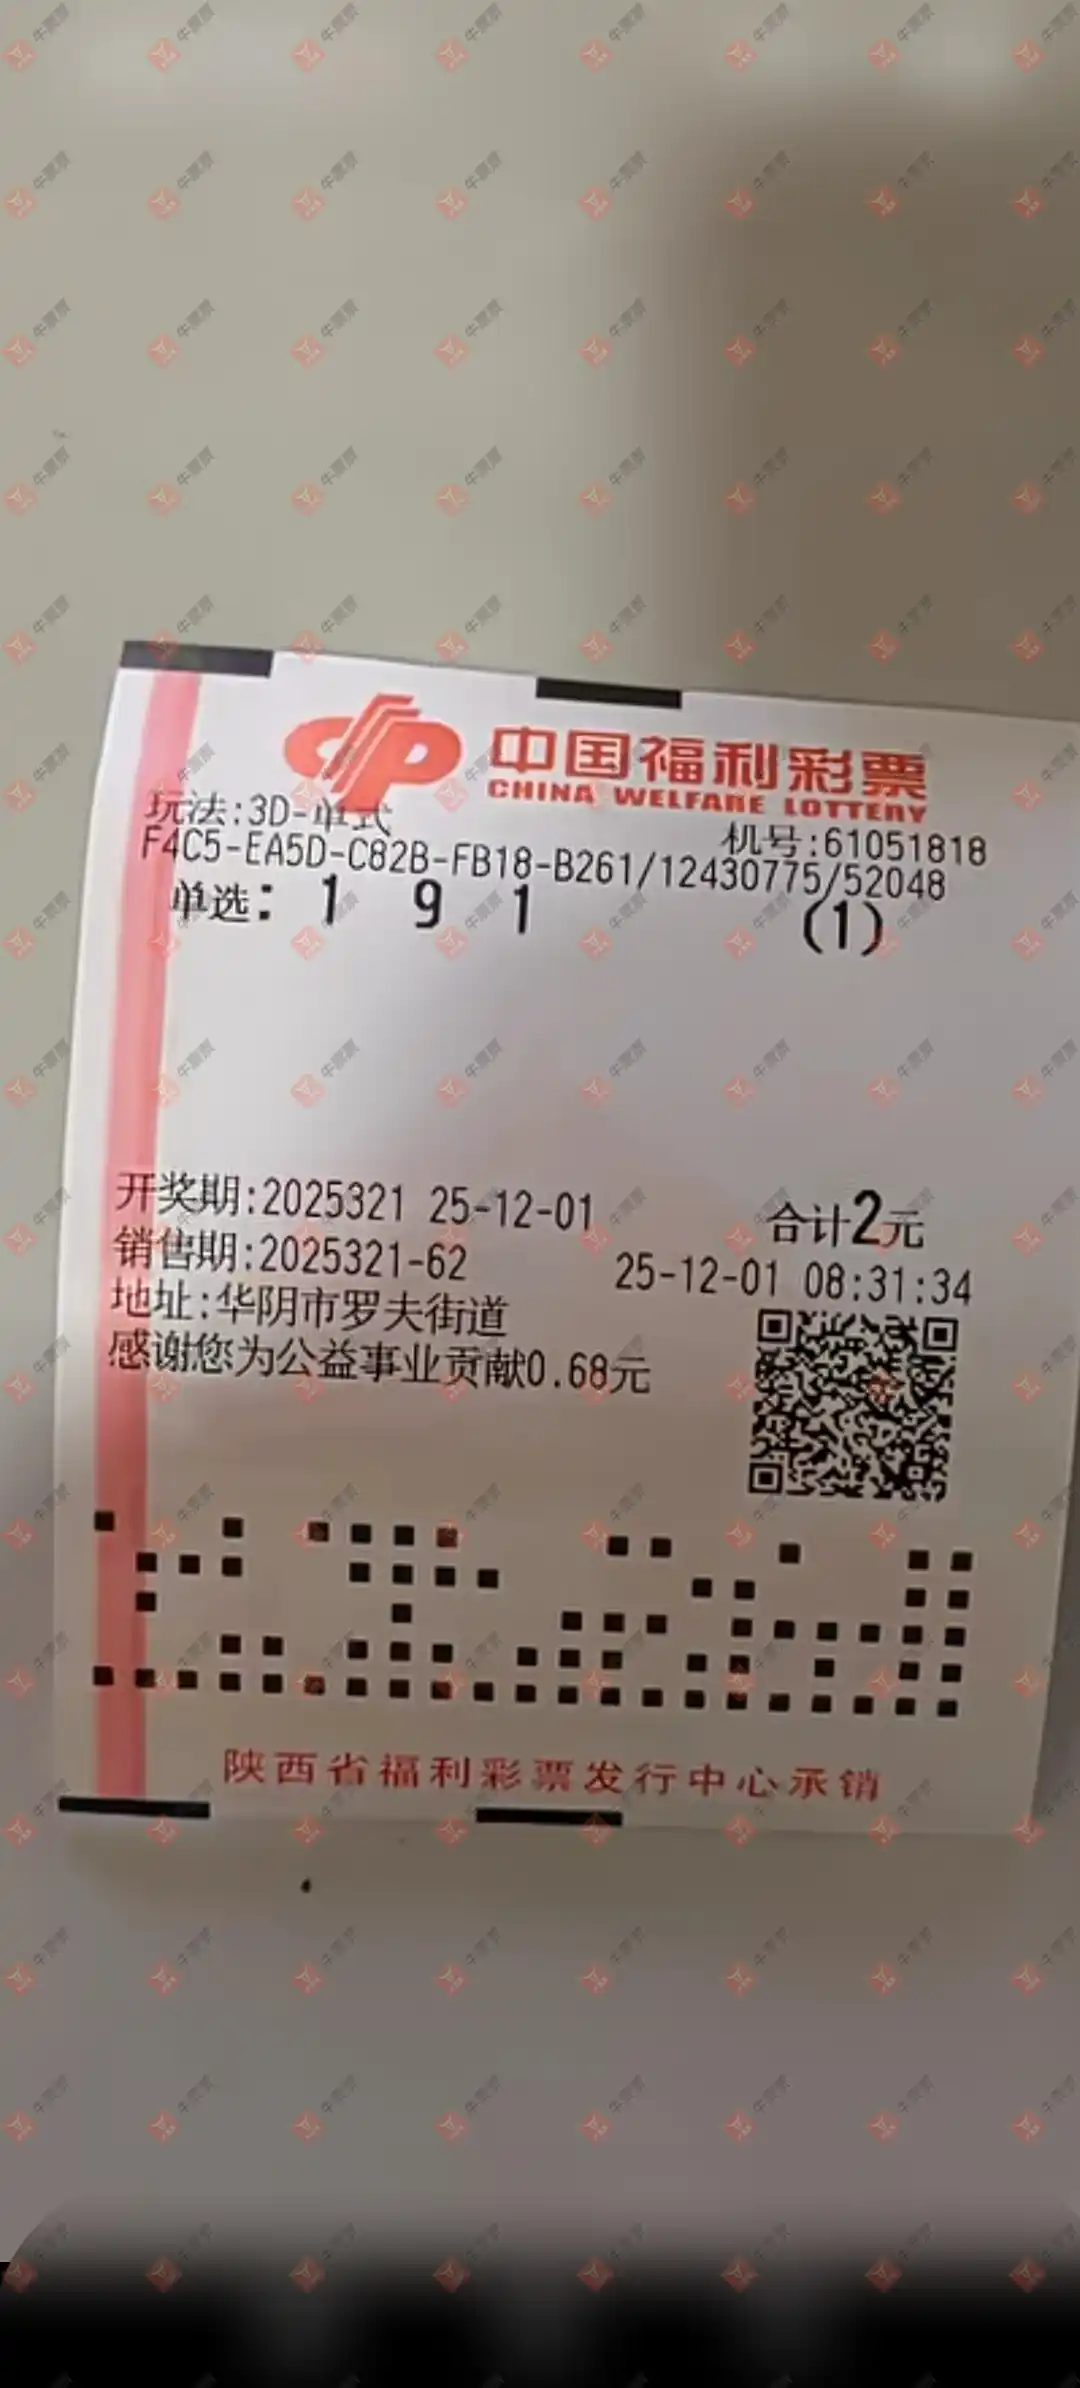 中国福利彩票
CHINA WELFARE LOTTERY
玩法:3D-单式
机号:61051818
F4C5-EA5D-C82B-FB18-B261/12430775/52048
单选: 1 9 1 (1)
开奖期:2025321 25-12-01 合计2元
销售期:2025321-62 25-12-01 08:31:34
地址:华阴市罗夫街道
感谢您为公益事业贡献0.68元
陕西省福利彩票发行中心承销